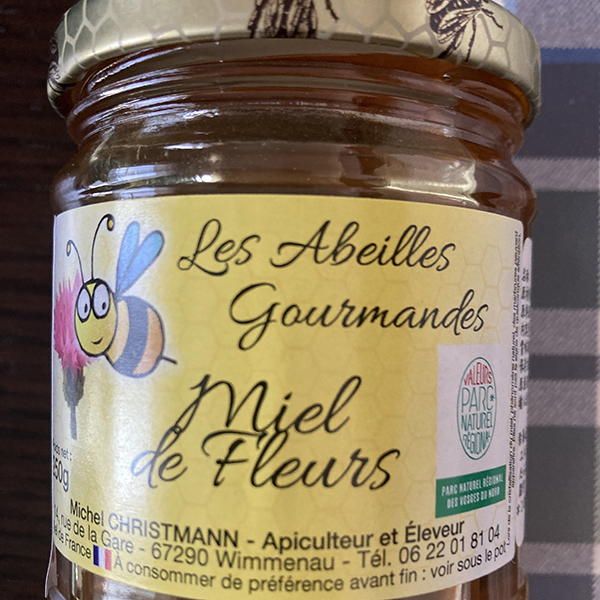 Les Abeilles
Gourmandes
Miel
de Fleurs
VALEURS
PARC
NATUREL
RÉGIONAL
PARC NATUREL RÉGIONAL
DES VOSGES DU NORD
net :
250g
Michel CHRISTMANN - Apiculteur et Éleveur
rue de la Gare - 67290 Wimmenau - Tél. 06 22 01 81 04
de France À consommer de préférence avant fin : voir sous le pot